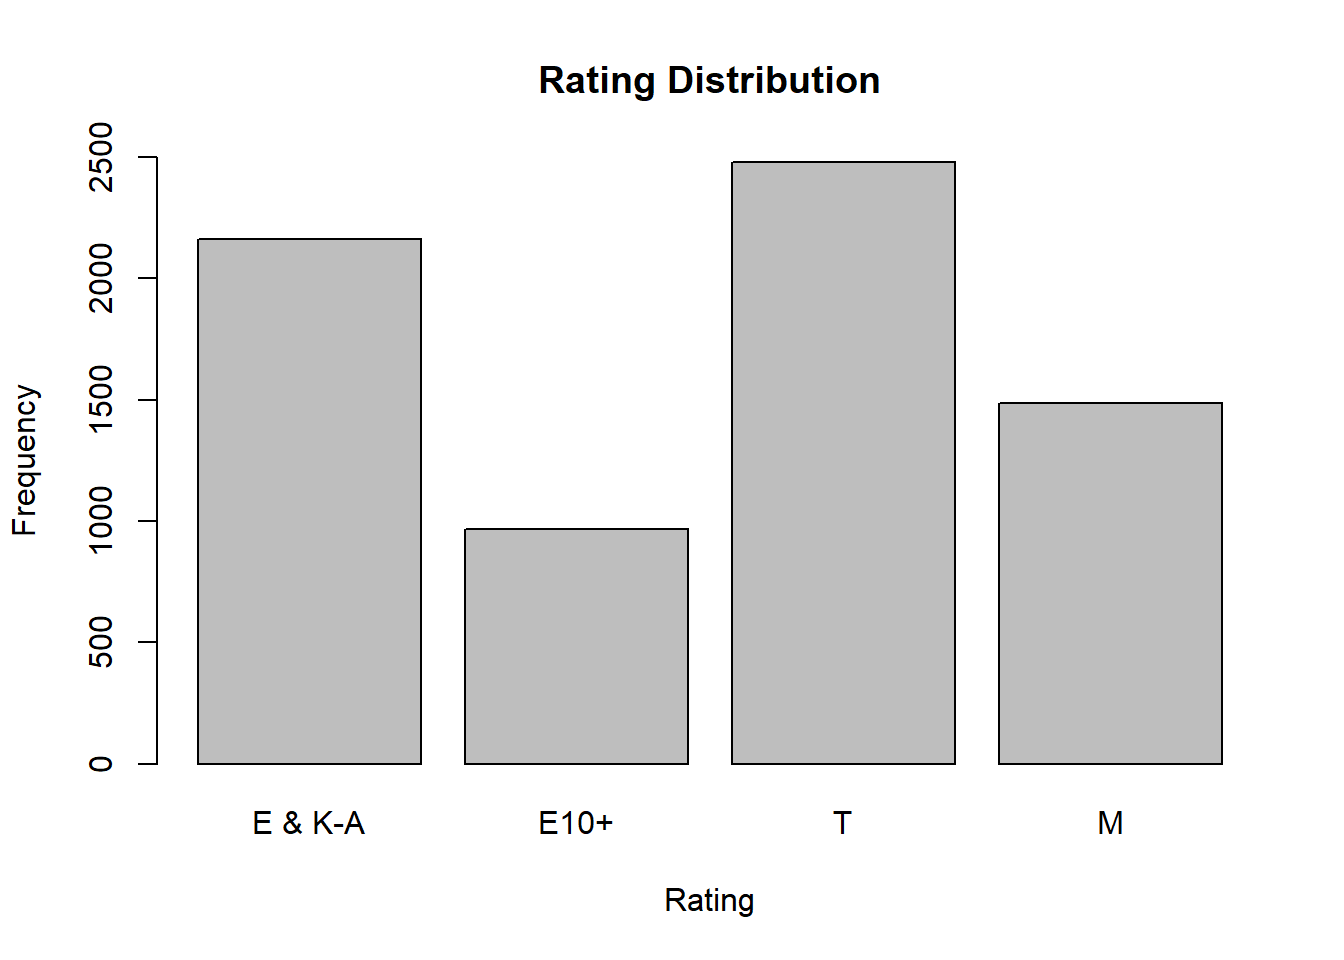 Rating Distribution
2500
2000
1500
1000
500
0
Frequency
E & K-A
E10+
T
M
Rating